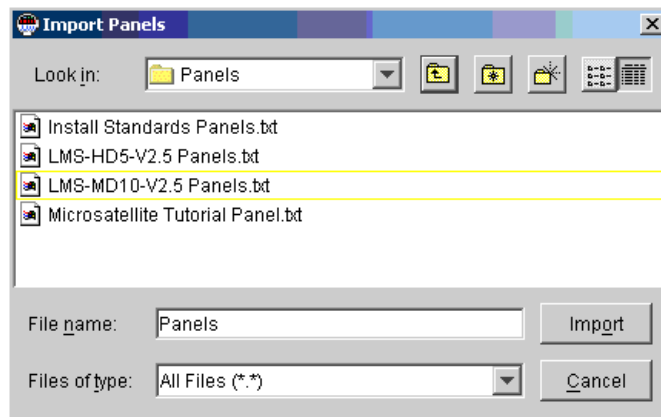 Import Panels
Look in: Panels
Install Standards Panels.txt
LMS-HD5-V2.5 Panels.txt
LMS-MD10-V2.5 Panels.txt
Microsatellite Tutorial Panel.txt
File name: Panels Import
Files of type: All Files (*.*) Cancel